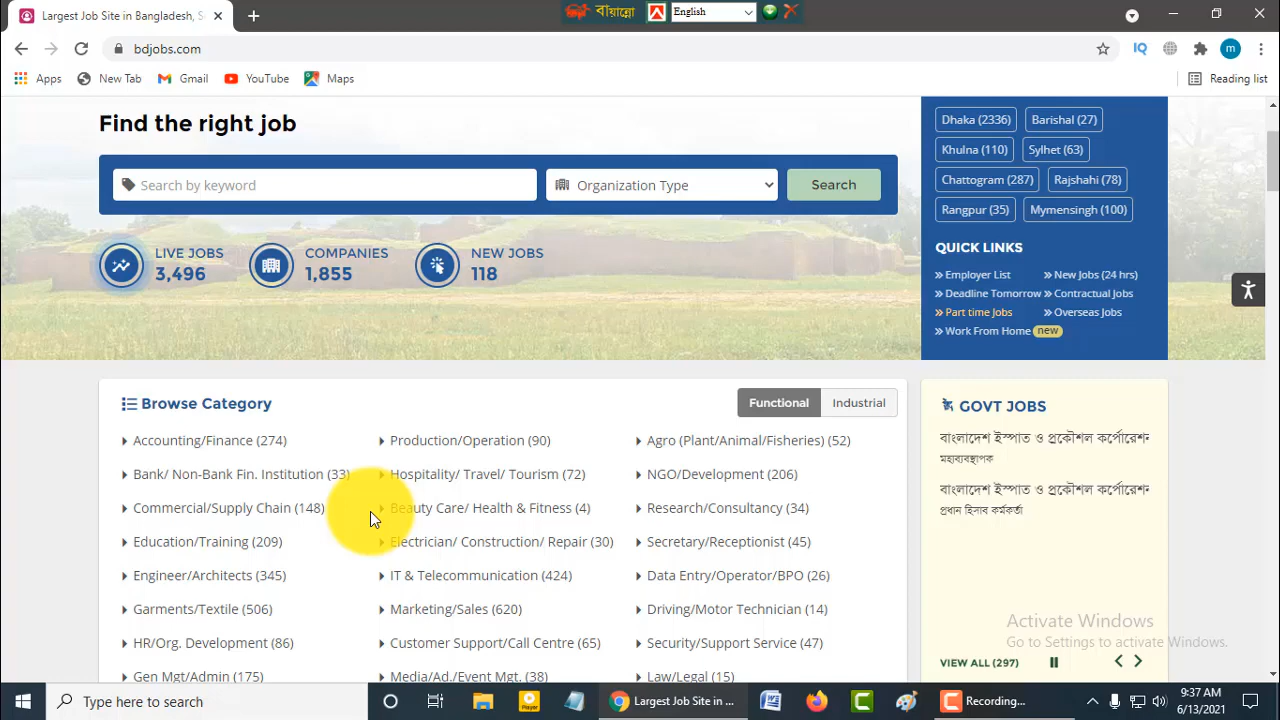 Largest Job Site in Bangladesh, S
বায়ান্নো
English
bdjobs.com
IQ
m
Apps
New Tab
Gmail
YouTube
Maps
Reading list
Find the right job
Search by keyword
Organization Type
Search
LIVE JOBS
3,496
COMPANIES
1,855
NEW JOBS
118
Dhaka (2336)
Barishal (27)
Khulna (110)
Sylhet (63)
Chattogram (287)
Rajshahi (78)
Rangpur (35)
Mymensingh (100)
QUICK LINKS
Employer List
New Jobs (24 hrs)
Deadline Tomorrow
Contractual Jobs
Part time Jobs
Overseas Jobs
Work From Home new
Browse Category
Functional
Industrial
Accounting/Finance (274)
Production/Operation (90)
Agro (Plant/Animal/Fisheries) (52)
Bank/ Non-Bank Fin. Institution (33)
Hospitality/ Travel/ Tourism (72)
NGO/Development (206)
Commercial/Supply Chain (148)
Beauty Care/ Health & Fitness (4)
Research/Consultancy (34)
Education/Training (209)
Electrician/ Construction/ Repair (30)
Secretary/Receptionist (45)
Engineer/Architects (345)
IT & Telecommunication (424)
Data Entry/Operator/BPO (26)
Garments/Textile (506)
Marketing/Sales (620)
Driving/Motor Technician (14)
HR/Org. Development (86)
Customer Support/Call Centre (65)
Security/Support Service (47)
Gen Mgt/Admin (175)
Media/Ad./Event Mgt. (38)
Law/Legal (15)
GOVT JOBS
বাংলাদেশ ইস্পাত ও প্রকৌশল কর্পোরেশন
মহাব্যবস্থাপক
বাংলাদেশ ইস্পাত ও প্রকৌশল কর্পোরেশন
প্রধান হিসাব কর্মকর্তা
VIEW ALL (297)
Activate Windows
Go to Settings to activate Windows.
Type here to search
Player
Largest Job Site in ...
Recording...
9:37 AM
6/13/2021